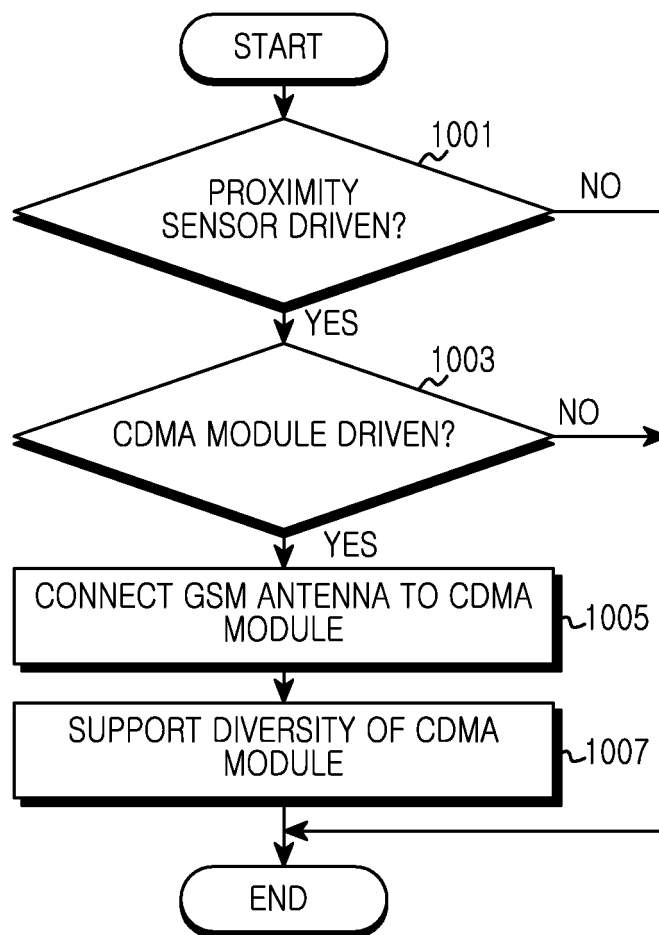 START
1001
PROXIMITY
SENSOR DRIVEN?
NO
YES
1003
CDMA MODULE DRIVEN?
NO
YES
CONNECT GSM ANTENNA TO CDMA
MODULE
1005
SUPPORT DIVERSITY OF CDMA
MODULE
1007
END